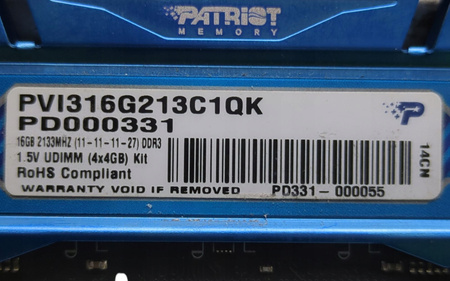 PATRIOT
MEMORY
PVI316G213C1QK
PD000331
16GB 2133MHZ (11-11-11-27) DDR3
1.5V UDIMM (4x4GB) Kit
RoHS Compliant
WARRANTY VOID IF REMOVED PD331-000055
P
14CN